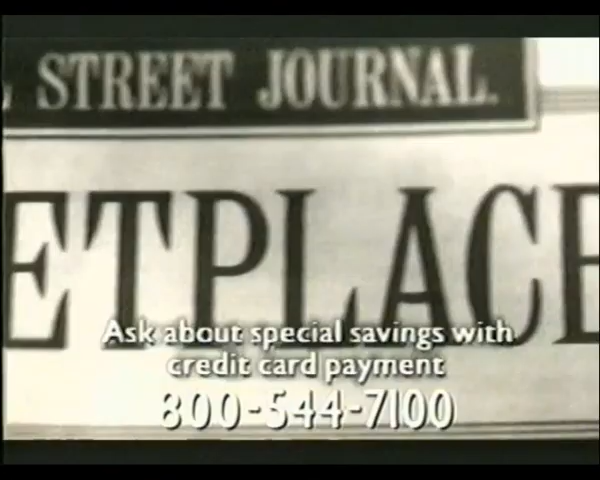 STREET JOURNAL.
ETPLACE
Ask about special savings with
credit card payment
800-544-7100